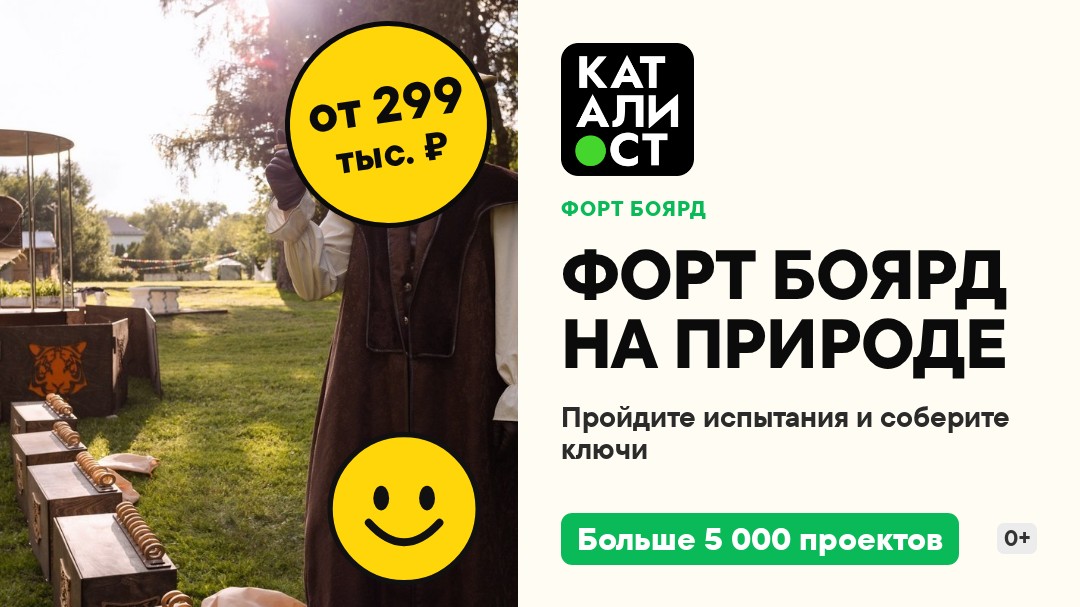 от 299
тыс. ₽
КАТ
АЛИ
СТ
ФОРТ БОЯРД
ФОРТ БОЯРД
НА ПРИРОДЕ
Пройдите испытания и соберите
ключи
Больше 5 000 проектов
0+